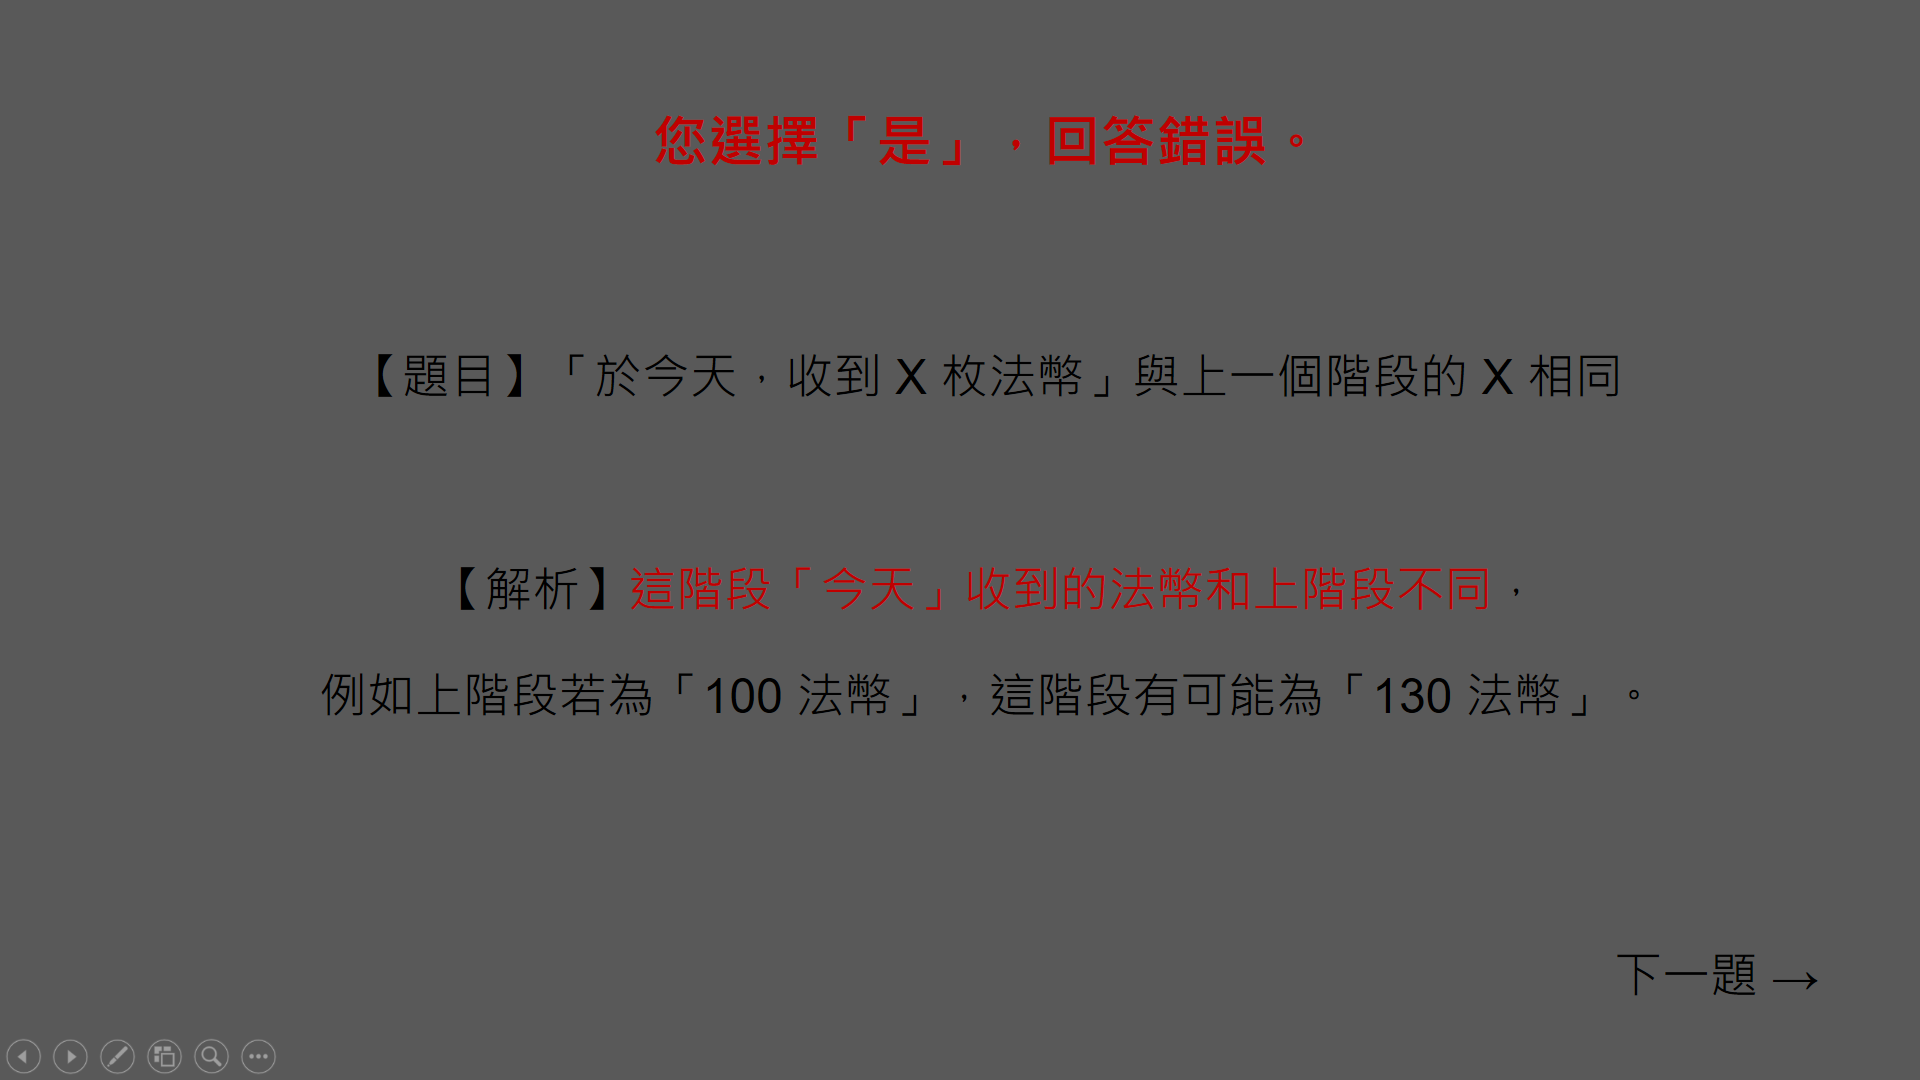 您選擇「是」，回答錯誤。
【題目】「於今天，收到 X 枚法幣」與上一個階段的 X 相同
【解析】這階段「今天」收到的法幣和上階段不同，
例如上階段若為「100 法幣」，這階段有可能為「130 法幣」。
下一題 →